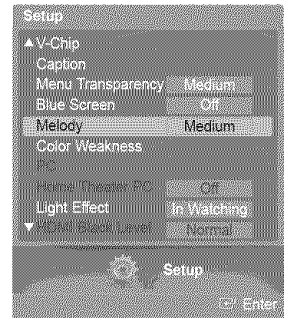 Setup
▲ V-Chip
Caption
Menu Transparency Medium
Blue Screen Off
Melody Medium
Color Weakness
PC
Home Theater PC Off
Light Effect In Watching
▼ HDMI Black Level Normal
Setup
Enter